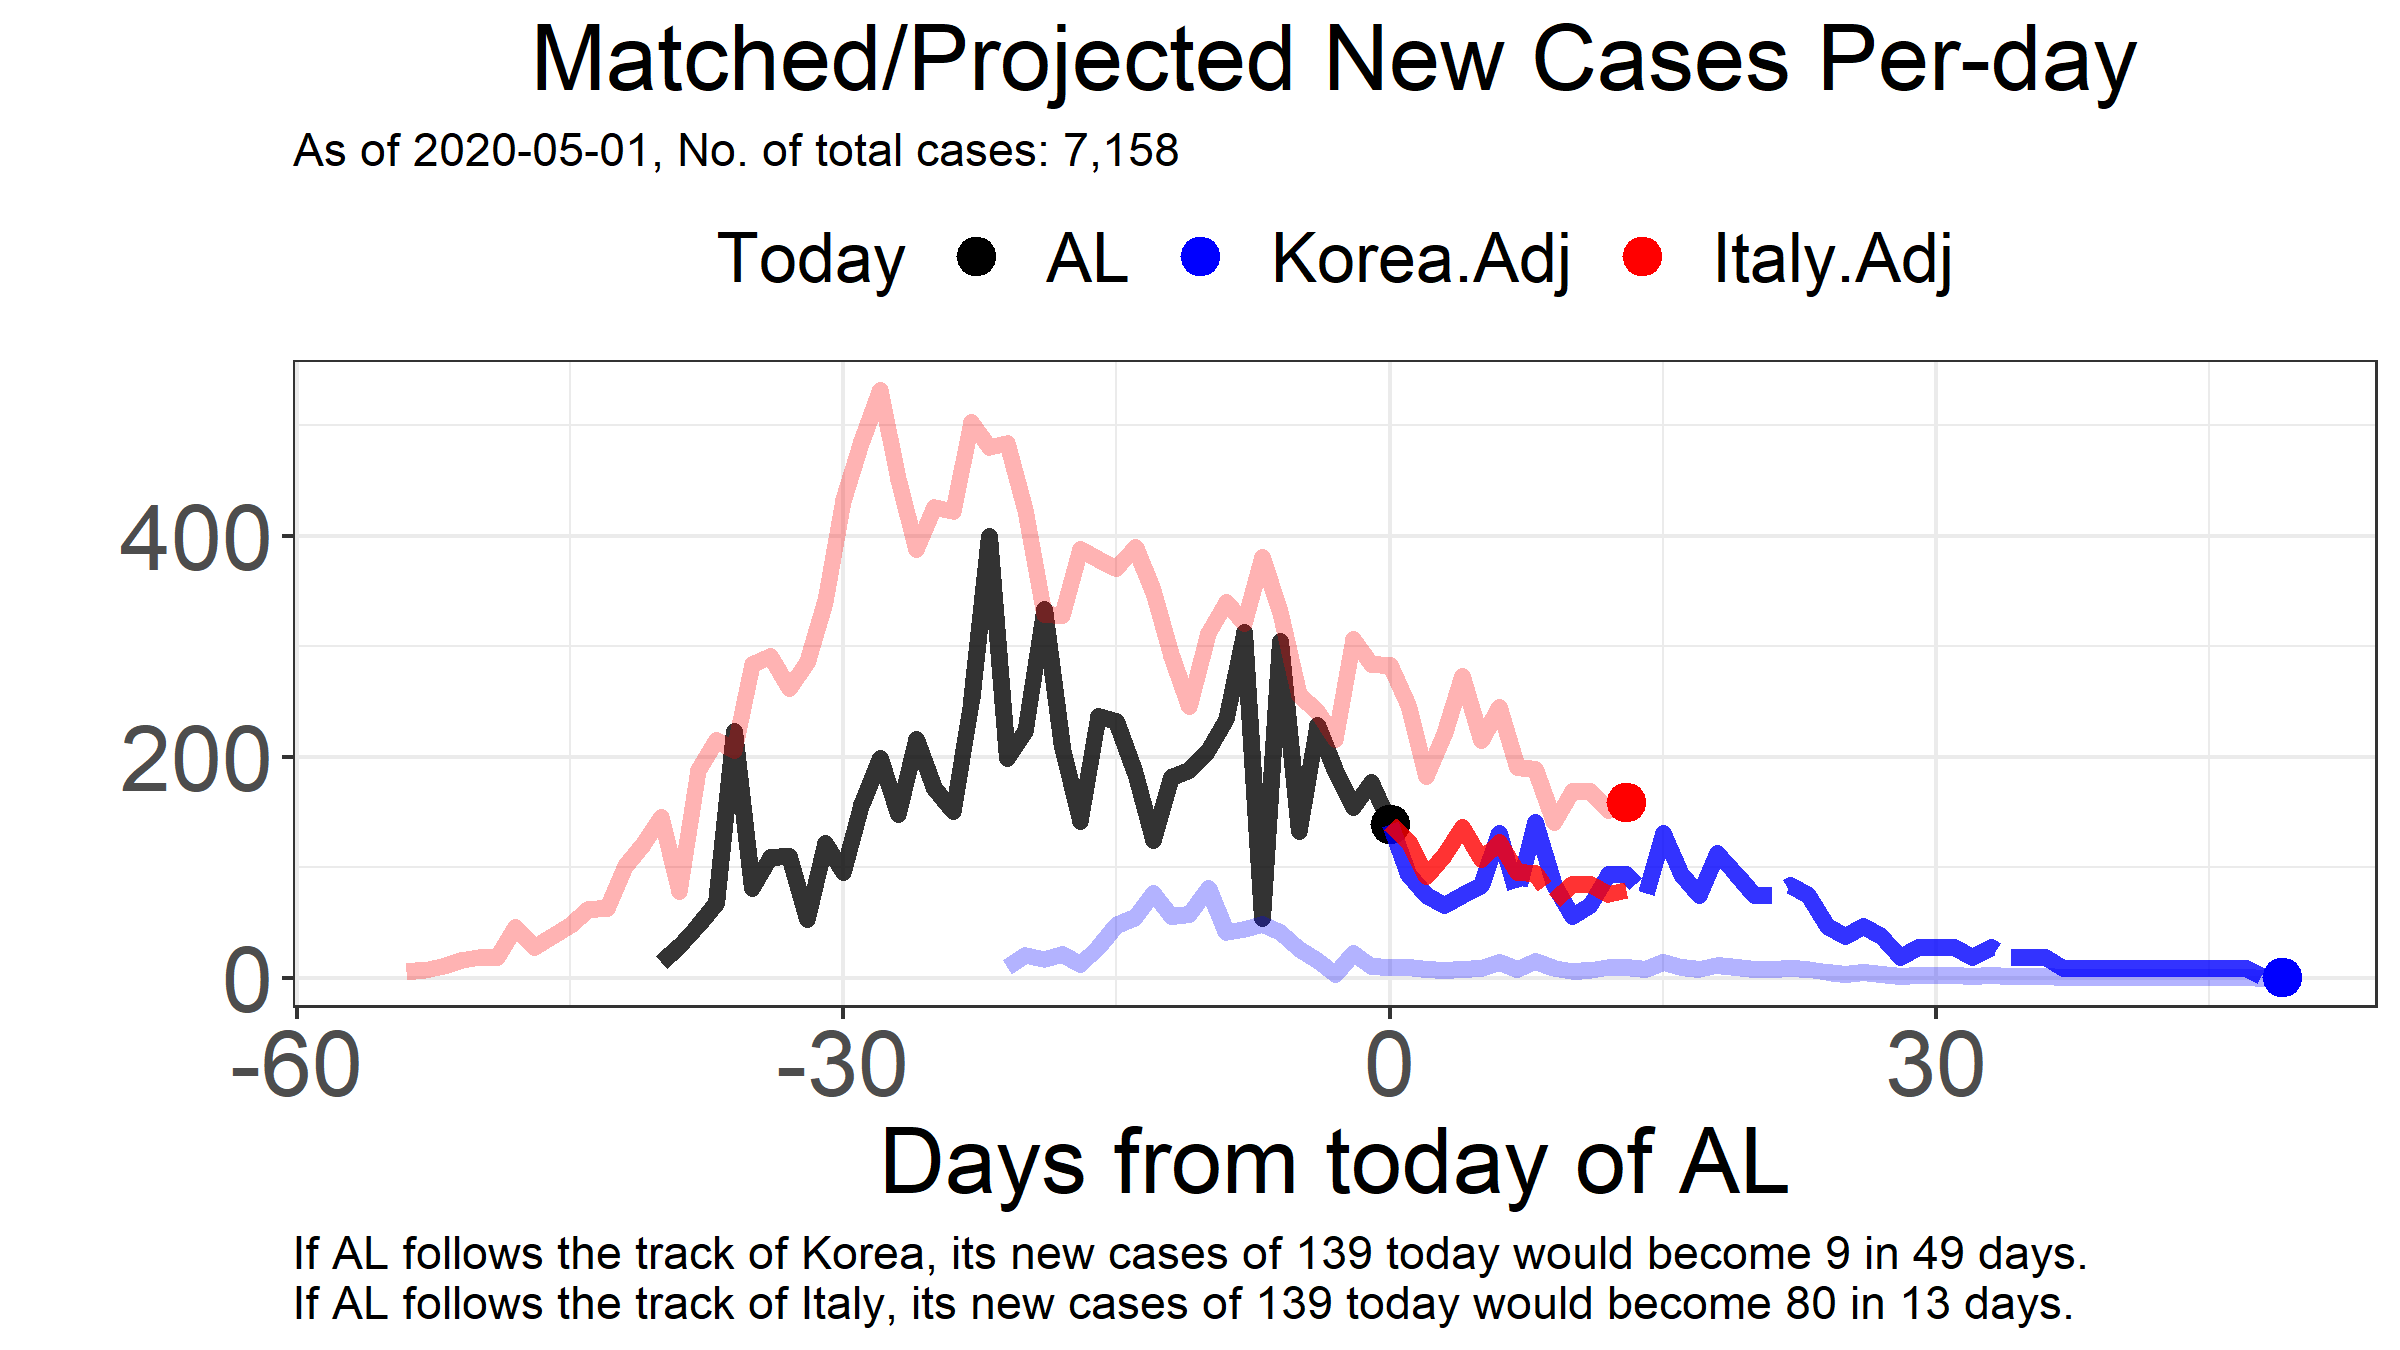 Matched/Projected New Cases Per-day
As of 2020-05-01, No. of total cases: 7,158
Today AL Korea.Adj Italy.Adj
400
200
0
-60 -30 0 30
Days from today of AL
If AL follows the track of Korea, its new cases of 139 today would become 9 in 49 days.
If AL follows the track of Italy, its new cases of 139 today would become 80 in 13 days.